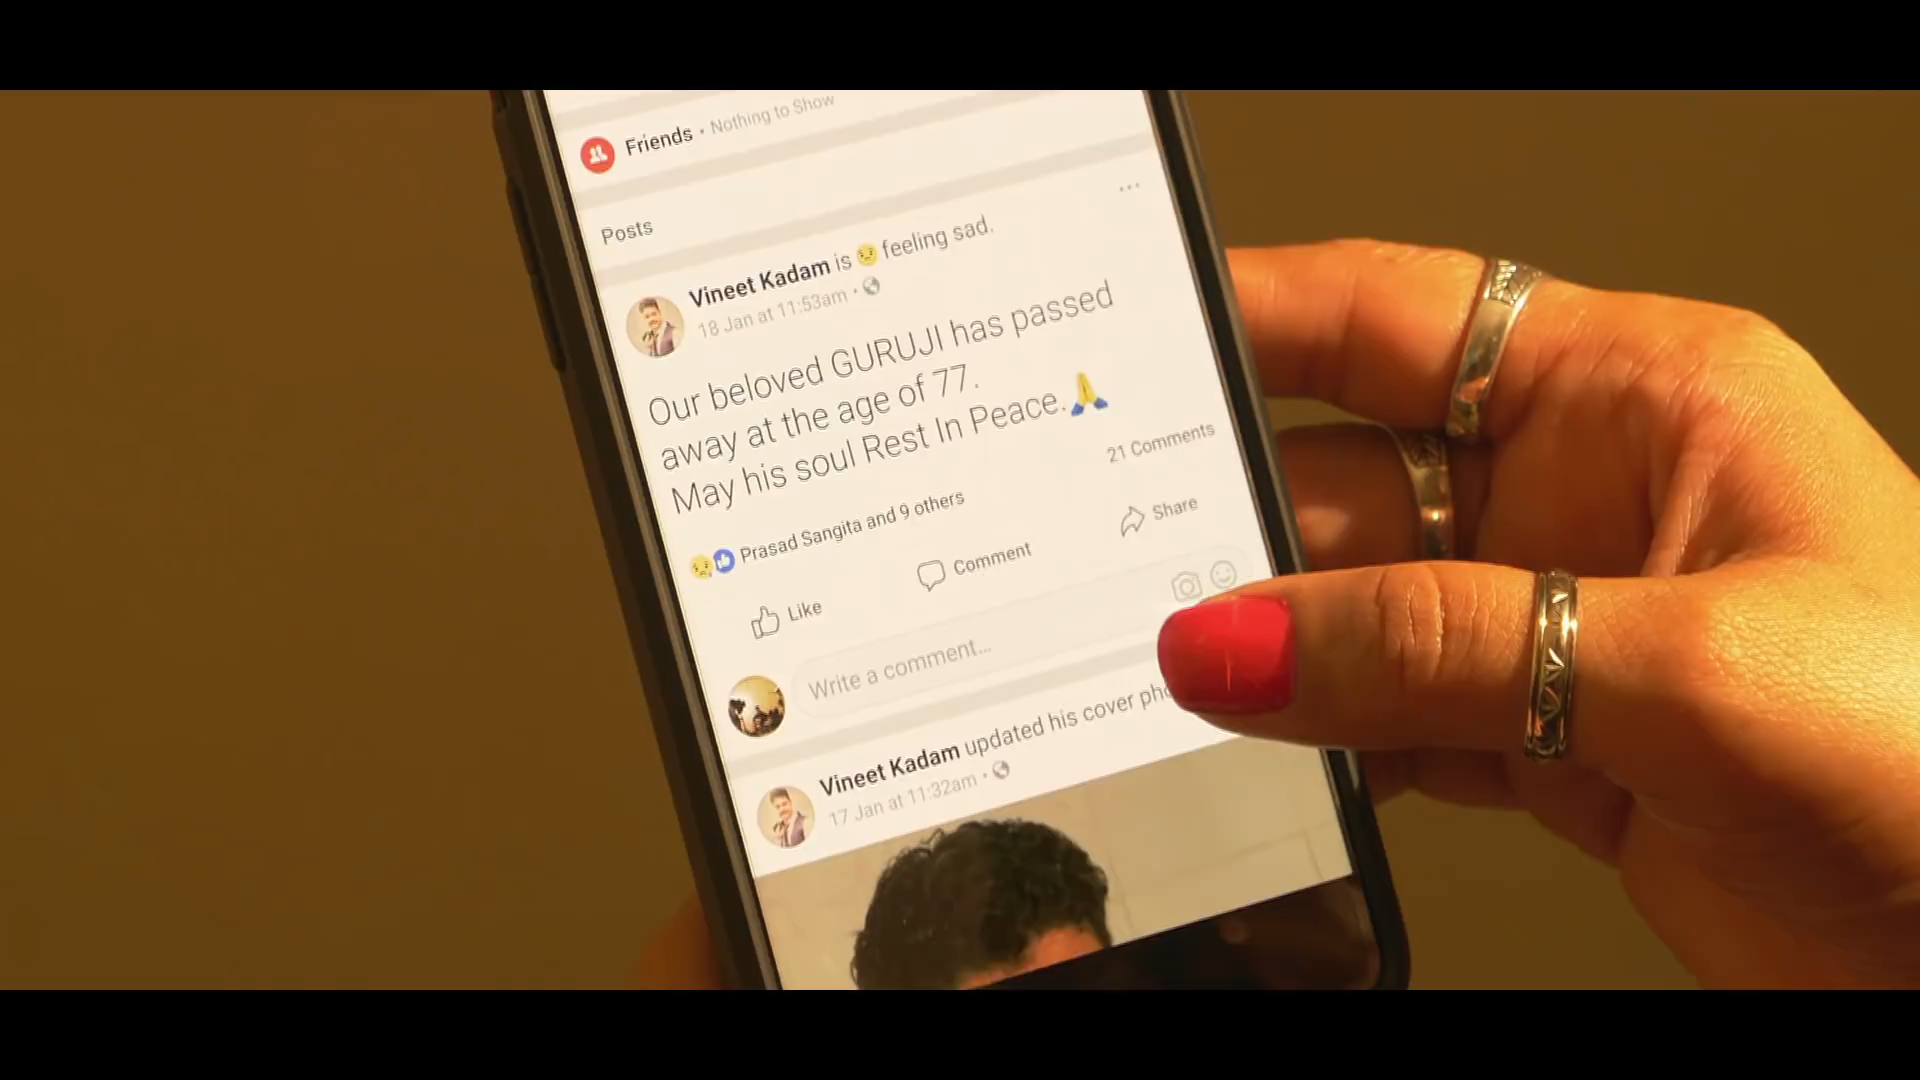 Friends • Nothing to Show
Posts
Vineet Kadam is 😟 feeling sad.
18 Jan at 11:53am •
Our beloved GURUJI has passed
away at the age of 77.
May his soul Rest In Peace.🙏
Prasad Sangita and 9 others
21 Comments
Like
Comment
Share
Write a comment...
Vineet Kadam updated his cover
17 Jan at 11:32am •